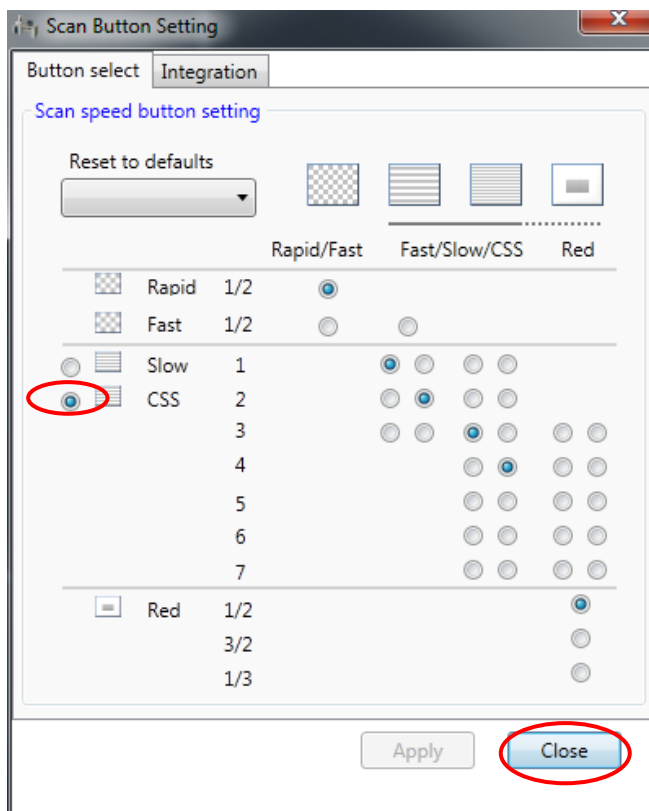 Scan Button Setting
Button select Integration
Scan speed button setting
Reset to defaults
Rapid/Fast Fast/Slow/CSS Red
Rapid 1/2
Fast 1/2
Slow 1
CSS 2
3
4
5
6
7
Red 1/2
3/2
1/3
Apply Close